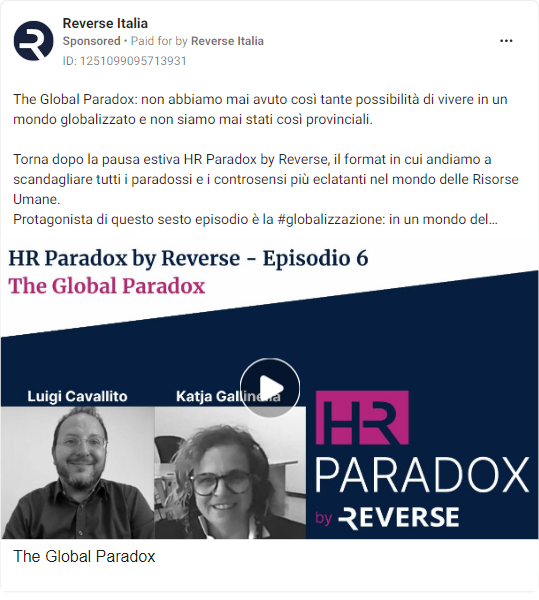 Reverse Italia
Sponsored • Paid for by Reverse Italia
ID: 1251099095713931
The Global Paradox: non abbiamo mai avuto così tante possibilità di vivere in un
mondo globalizzato e non siamo mai stati così provinciali.
Torna dopo la pausa estiva HR Paradox by Reverse, il format in cui andiamo a
scandagliare tutti i paradossi e i controsensi più eclatanti nel mondo delle Risorse
Umane.
Protagonista di questo sesto episodio è la #globalizzazione: in un mondo del...
HR Paradox by Reverse - Episodio 6
The Global Paradox
Luigi Cavallito
Katja
HR
PARADOX
by REVERSE
The Global Paradox